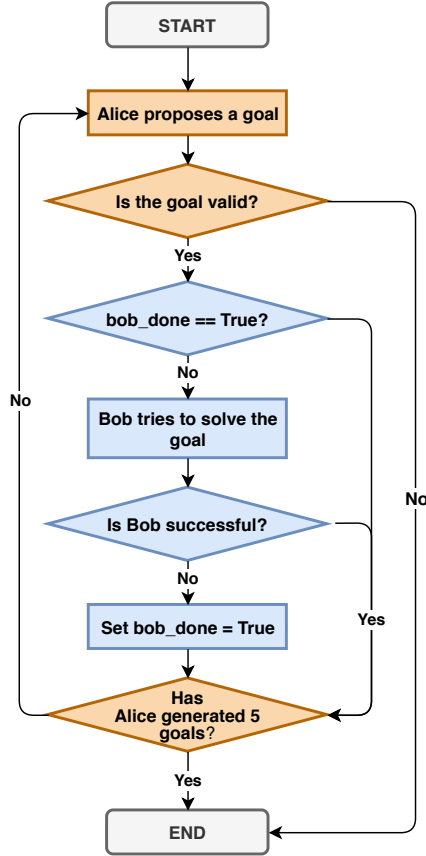 START
Alice proposes a goal
Is the goal valid?
Yes
bob_done == True?
No
Bob tries to solve the
goal
No
Is Bob successful?
No
No
Yes
Set bob_done = True
Has
Alice generated 5
goals?
Yes
END